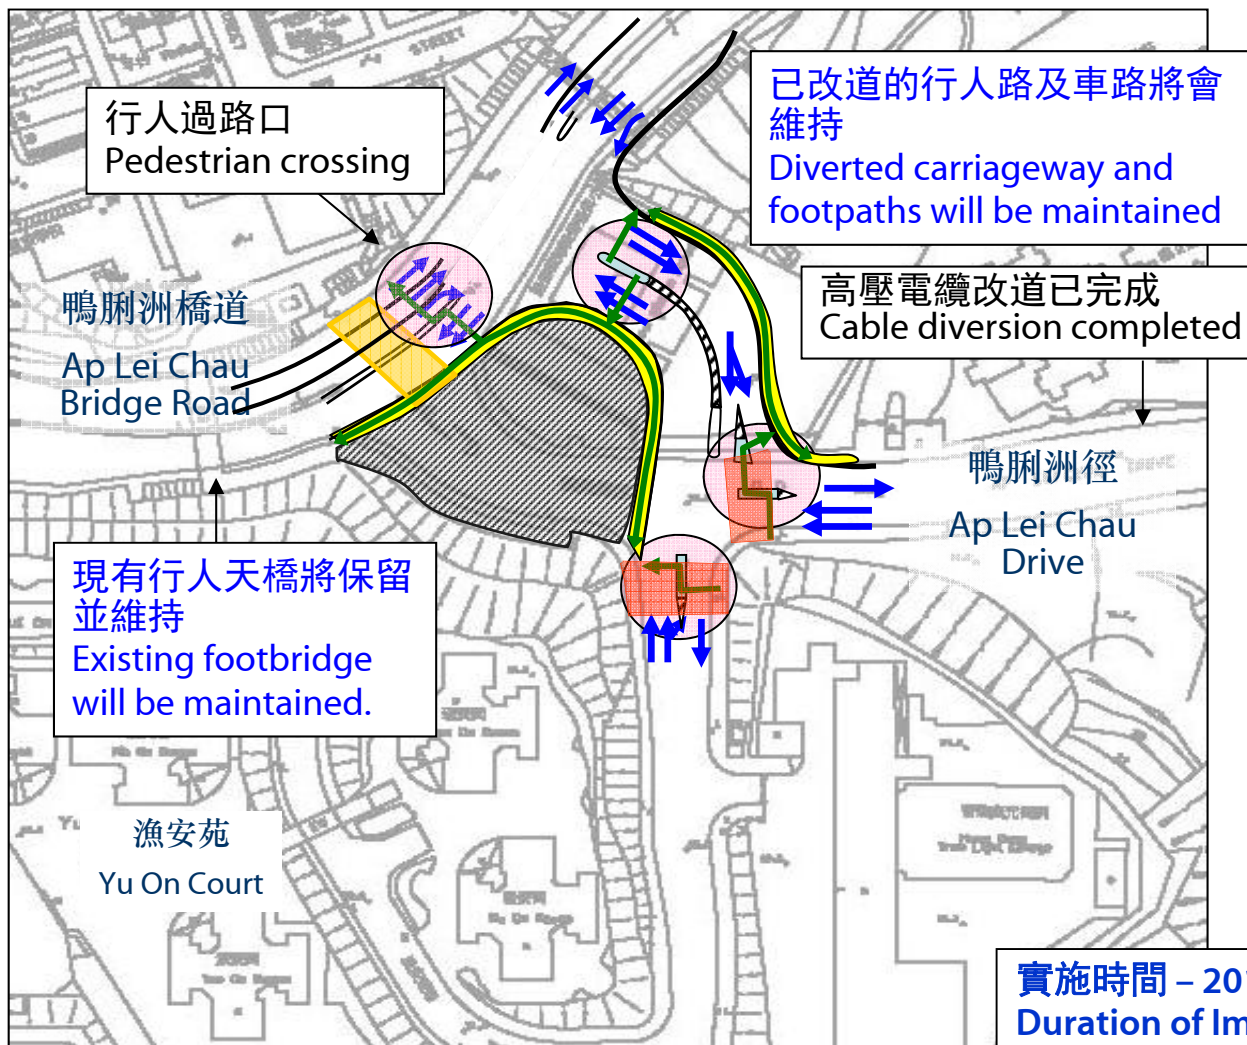 STREET
行人過路口
Pedestrian crossing
已改道的行人路及車路將會
維持
Diverted carriageway and
footpaths will be maintained
高壓電纜改道已完成
Cable diversion completed
鴨脷洲橋道
Ap Lei Chau
Bridge Road
鴨脷洲徑
Ap Lei Chau
Drive
現有行人天橋將保留
並維持
Existing footbridge
will be maintained.
漁安苑
Yu On Court
實施時間 – 20
Duration of Im